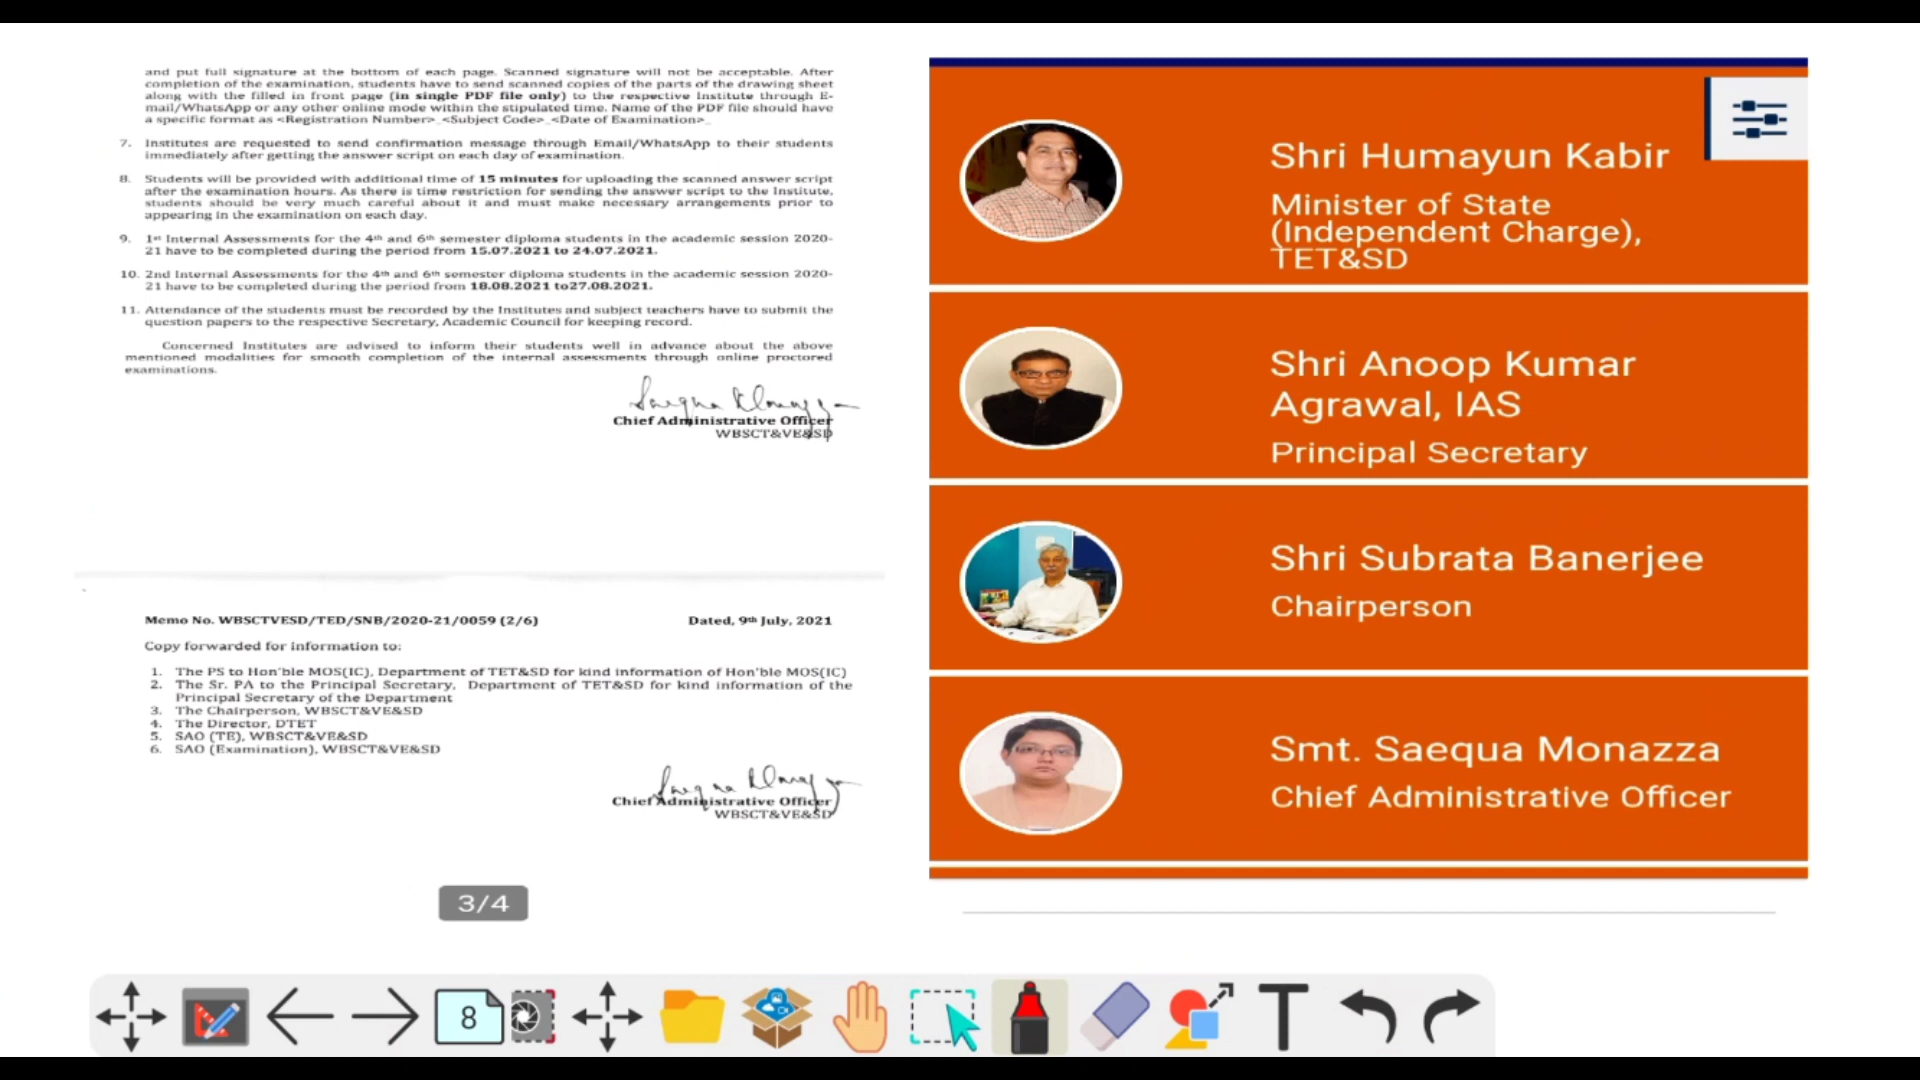 and put full signature at the bottom of each page. Scanned signature will not be acceptable. After
completion of the examination, students have to send scanned copies of the parts of the drawing sheet
along with the filled in front page (in single PDF file only) to the respective Institute through E-
mail/WhatsApp or any other online mode within the stipulated time. Name of the PDF file should have
a specific format as <Registration Number>_<Subject Code>_<Date of Examination>_
7. Institutes are requested to send confirmation message through Email/WhatsApp to their students
immediately after getting the answer script on each day of examination.
8. Students will be provided with additional time of 15 minutes for uploading the scanned answer script
after the examination hours. As there is time restriction for sending the answer script to the Institute,
students should be very much careful about it and must make necessary arrangements prior to
appearing in the examination on each day.
9. 1st Internal Assessments for the 4th and 6th semester diploma students in the academic session 2020-
21 have to be completed during the period from 15.07.2021 to 24.07.2021.
10. 2nd Internal Assessments for the 4th and 6th semester diploma students in the academic session 2020-
21 have to be completed during the period from 18.08.2021 to27.08.2021.
11. Attendance of the students must be recorded by the Institutes and subject teachers have to submit the
question papers to the respective Secretary, Academic Council for keeping record.
Concerned Institutes are advised to inform their students well in advance about the above
mentioned modalities for smooth completion of the internal assessments through online proctored
examinations.
Chief Administrative Officer
WBSCT&VE&SD
Memo No. WBSCTVESD/TED/SNB/2020-21/0059 (2/6) Dated, 9th July, 2021
Copy forwarded for information to:
1. The PS to Hon'ble MOS(IC), Department of TET&SD for kind information of Hon'ble MOS(IC)
2. The Sr. PA to the Principal Secretary, Department of TET&SD for kind information of the
Principal Secretary of the Department
3. The Chairperson, WBSCT&VE&SD
4. The Director, DTET
5. SAO (TE), WBSCT&VE&SD
6. SAO (Examination), WBSCT&VE&SD
Chief Administrative Officer
WBSCT&VE&SD
3/4
Shri Humayun Kabir
Minister of State
(Independent Charge),
TET&SD
Shri Anoop Kumar
Agrawal, IAS
Principal Secretary
Shri Subrata Banerjee
Chairperson
Smt. Saequa Monazza
Chief Administrative Officer
8
T